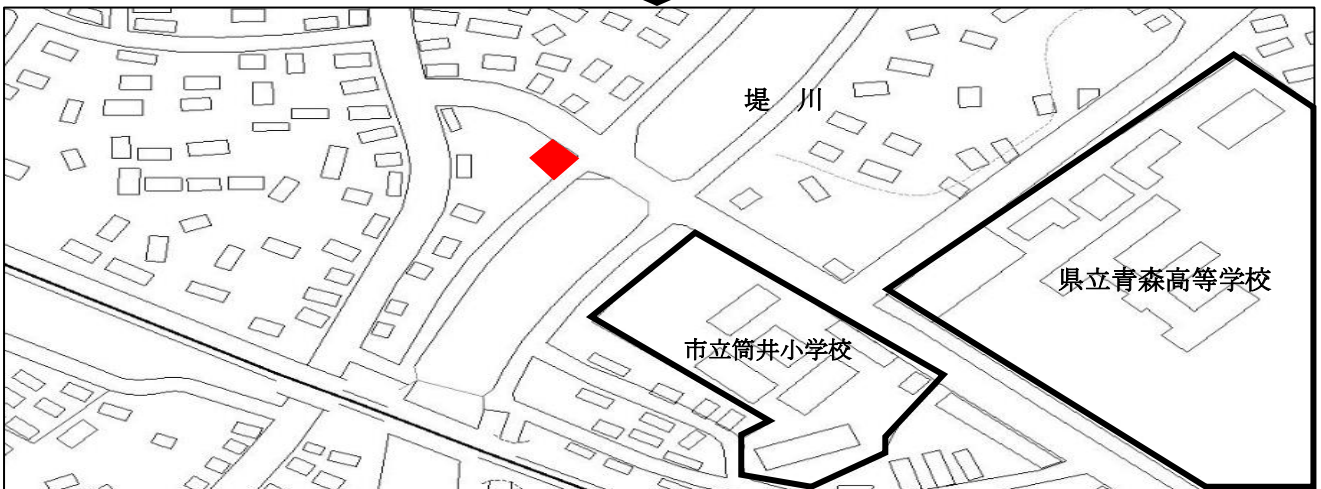 堤　川
県立青森高等学校
市立筒井小学校